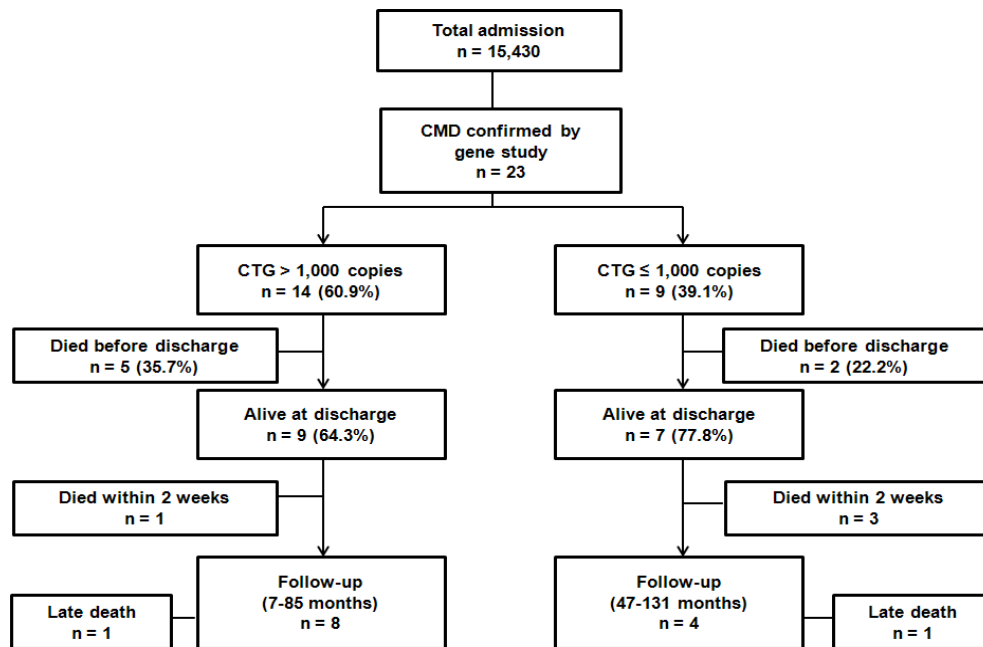 Total admission
n = 15,430
CMD confirmed by
gene study
n = 23
CTG > 1,000 copies
n = 14 (60.9%)
CTG ≤ 1,000 copies
n = 9 (39.1%)
Died before discharge
n = 5 (35.7%)
Died before discharge
n = 2 (22.2%)
Alive at discharge
n = 9 (64.3%)
Alive at discharge
n = 7 (77.8%)
Died within 2 weeks
n = 1
Died within 2 weeks
n = 3
Follow-up
(7-85 months)
n = 8
Follow-up
(47-131 months)
n = 4
Late death
n = 1
Late death
n = 1